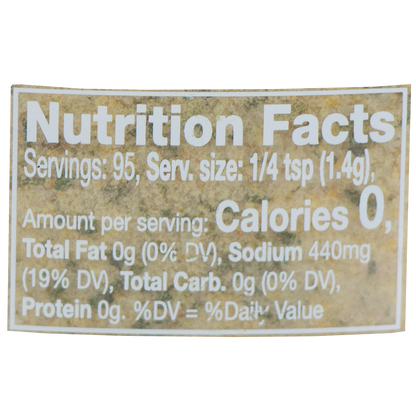 Nutrition Facts
Servings: 95, Serv. size: 1/4 tsp (1.4g),
Amount per serving: Calories 0,
Total Fat 0g (0% DV), Sodium 440mg
(19% DV), Total Carb. 0g (0% DV),
Protein 0g. %DV = %Daily Value